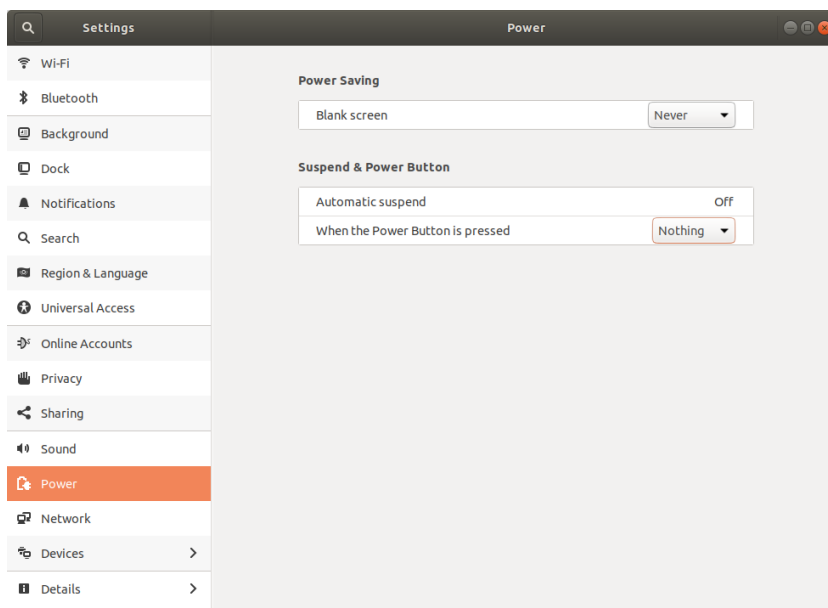 Settings
Power
Wi-Fi
Bluetooth
Background
Dock
Notifications
Search
Region & Language
Universal Access
Online Accounts
Privacy
Sharing
Sound
Power
Network
Devices
Details
Power Saving
Blank screen Never
Suspend & Power Button
Automatic suspend Off
When the Power Button is pressed Nothing